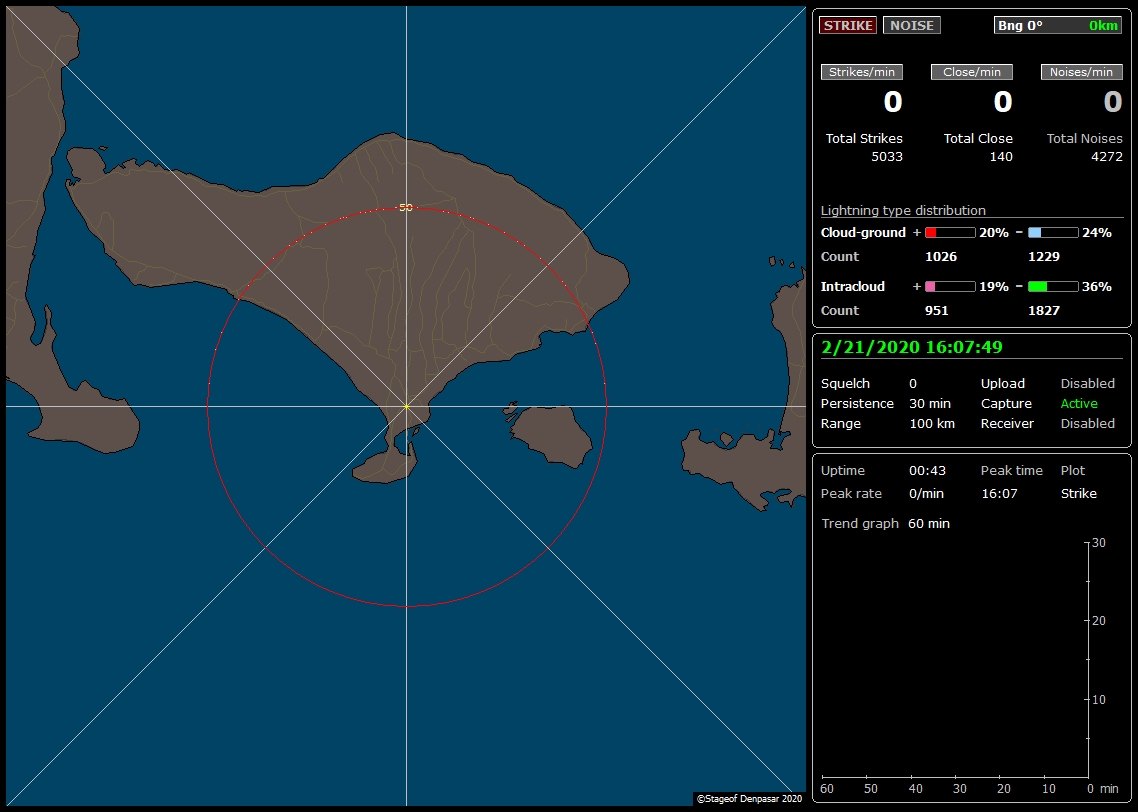 STRIKE NOISE Bng 0° 0km
Strikes/min Close/min Noises/min
0 0 0
Total Strikes Total Close Total Noises
5033 140 4272
Lightning type distribution
Cloud-ground + 20% - 24%
Count 1026 1229
Intracloud + 19% - 36%
Count 951 1827
2/21/2020 16:07:49
Squelch 0 Upload Disabled
Persistence 30 min Capture Active
Range 100 km Receiver Disabled
Uptime 00:43 Peak time Plot
Peak rate 0/min 16:07 Strike
Trend graph 60 min
30
20
10
60 50 40 30 20 10 0 min
50
©Stageof Denpasar 2020